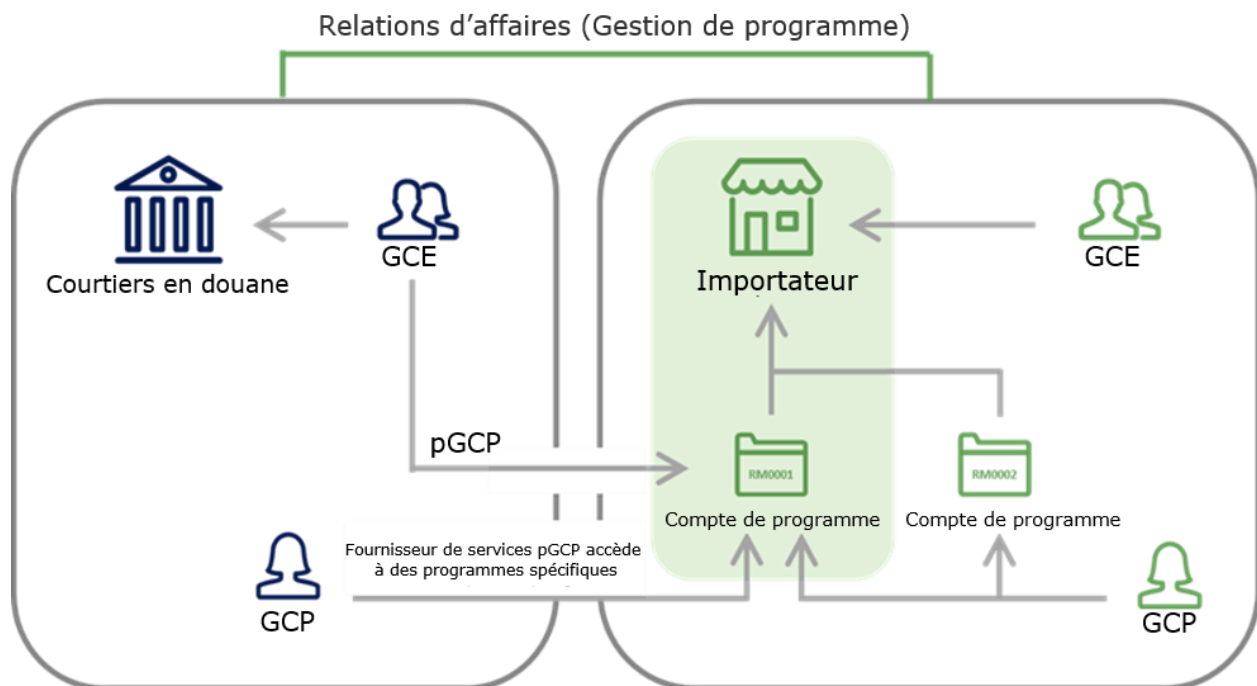 Relations d'affaires (Gestion de programme)
GCE
Courtiers en douane
pGCP
Fournisseur de services pGCP accède
à des programmes spécifiques
GCP
Importateur
GCE
RM0001
Compte de programme
RM0002
Compte de programme
GCP